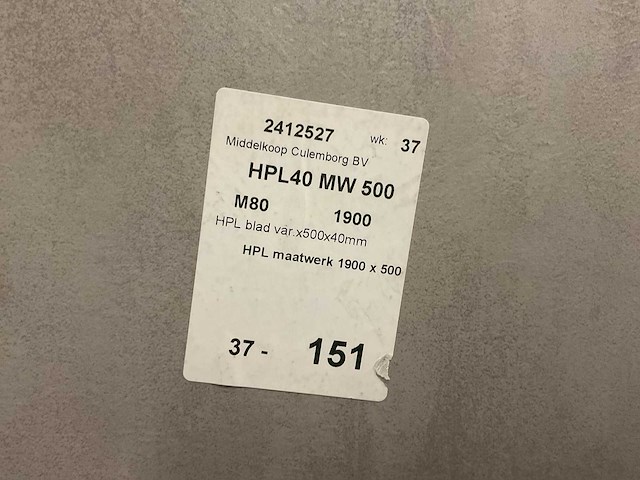 2412527 wk: 37
Middelkoop Culemborg BV
HPL40 MW 500
M80 1900
HPL blad var.x500x40mm
HPL maatwerk 1900 x 500
37 - 151